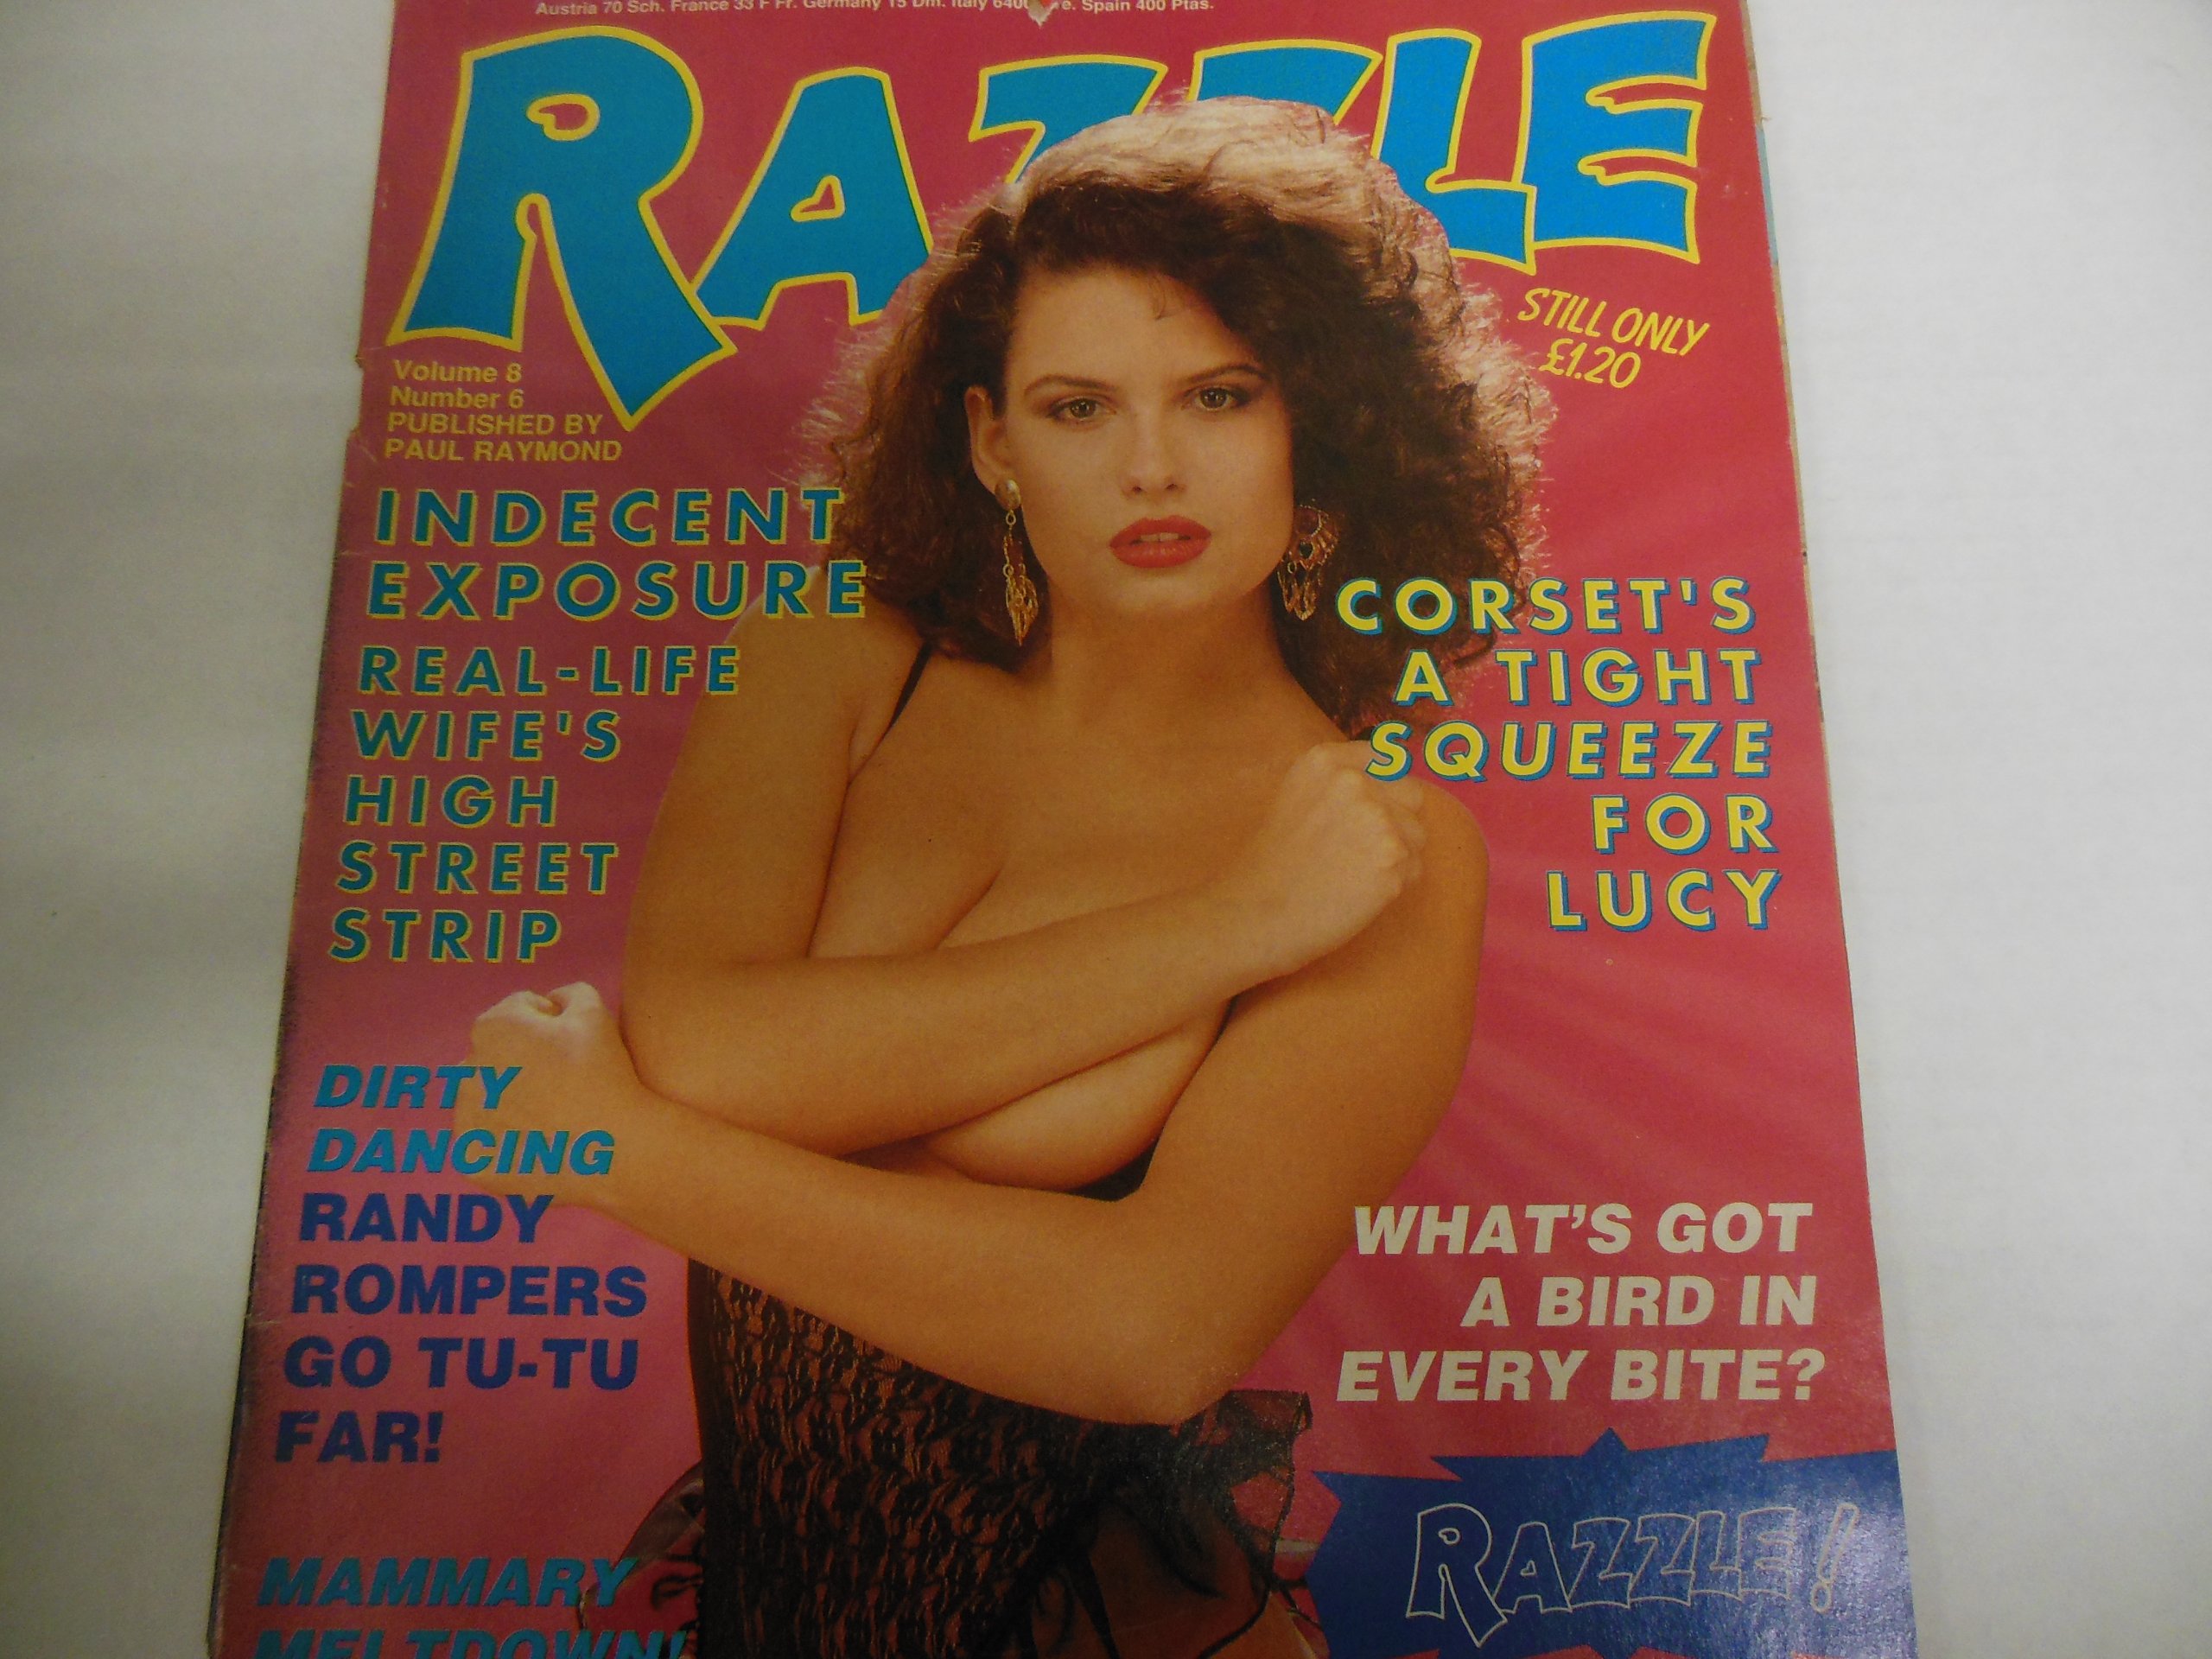 Austria 70 Sch. France 33 F Fr. Germany 15 Dm. Italy 640 e. Spain 400 Ptas.
RAZZLE
STILL ONLY
£1.20
Volume 8
Number 6
PUBLISHED BY
PAUL RAYMOND
INDECENT
EXPOSURE
REAL-LIFE
WIFE'S
HIGH
STREET
STRIP
CORSET'S
A TIGHT
SQUEEZE
FOR
LUCY
DIRTY
DANCING
RANDY
ROMPERS
GO TU-TU
FAR!
WHAT'S GOT
A BIRD IN
EVERY BITE?
RAZZLE!
MAMMARY
MELTDOWN!